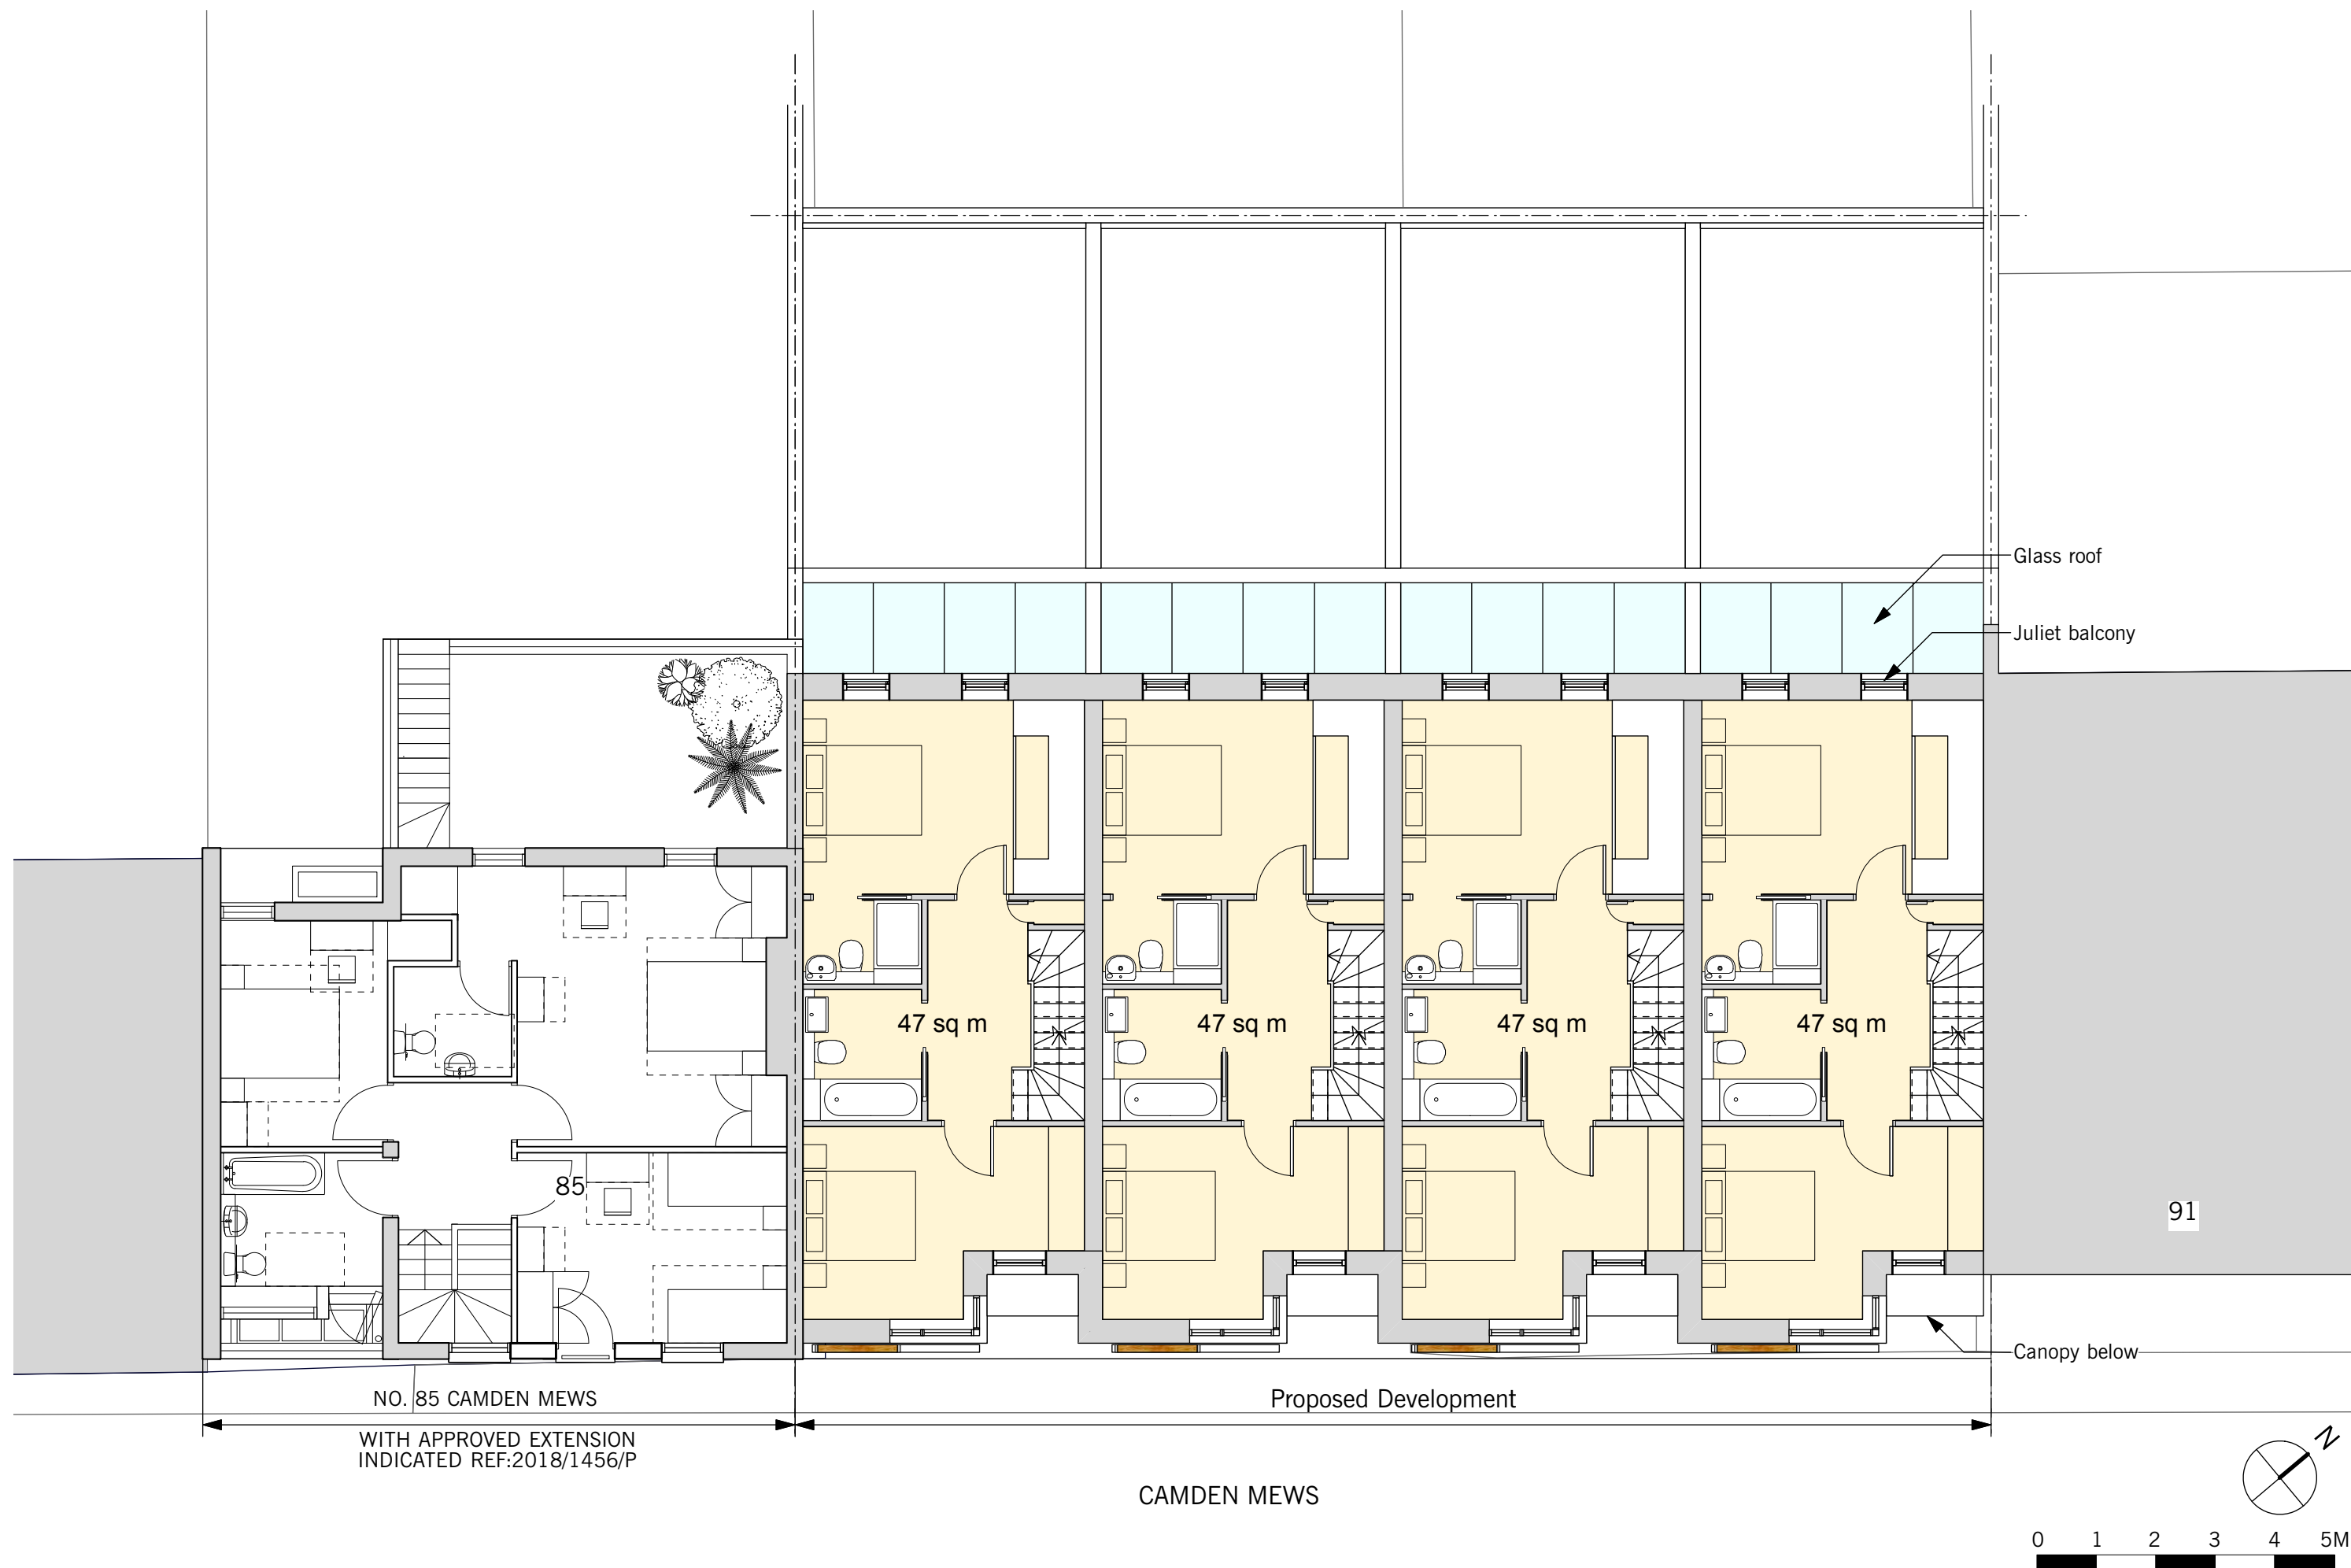 Glass roof
Juliet balcony
47 sq m
47 sq m
47 sq m
47 sq m
85
91
Canopy below
NO. 85 CAMDEN MEWS
Proposed Development
WITH APPROVED EXTENSION
INDICATED REF:2018/1456/P
N
CAMDEN MEWS
0 1 2 3 4 5M